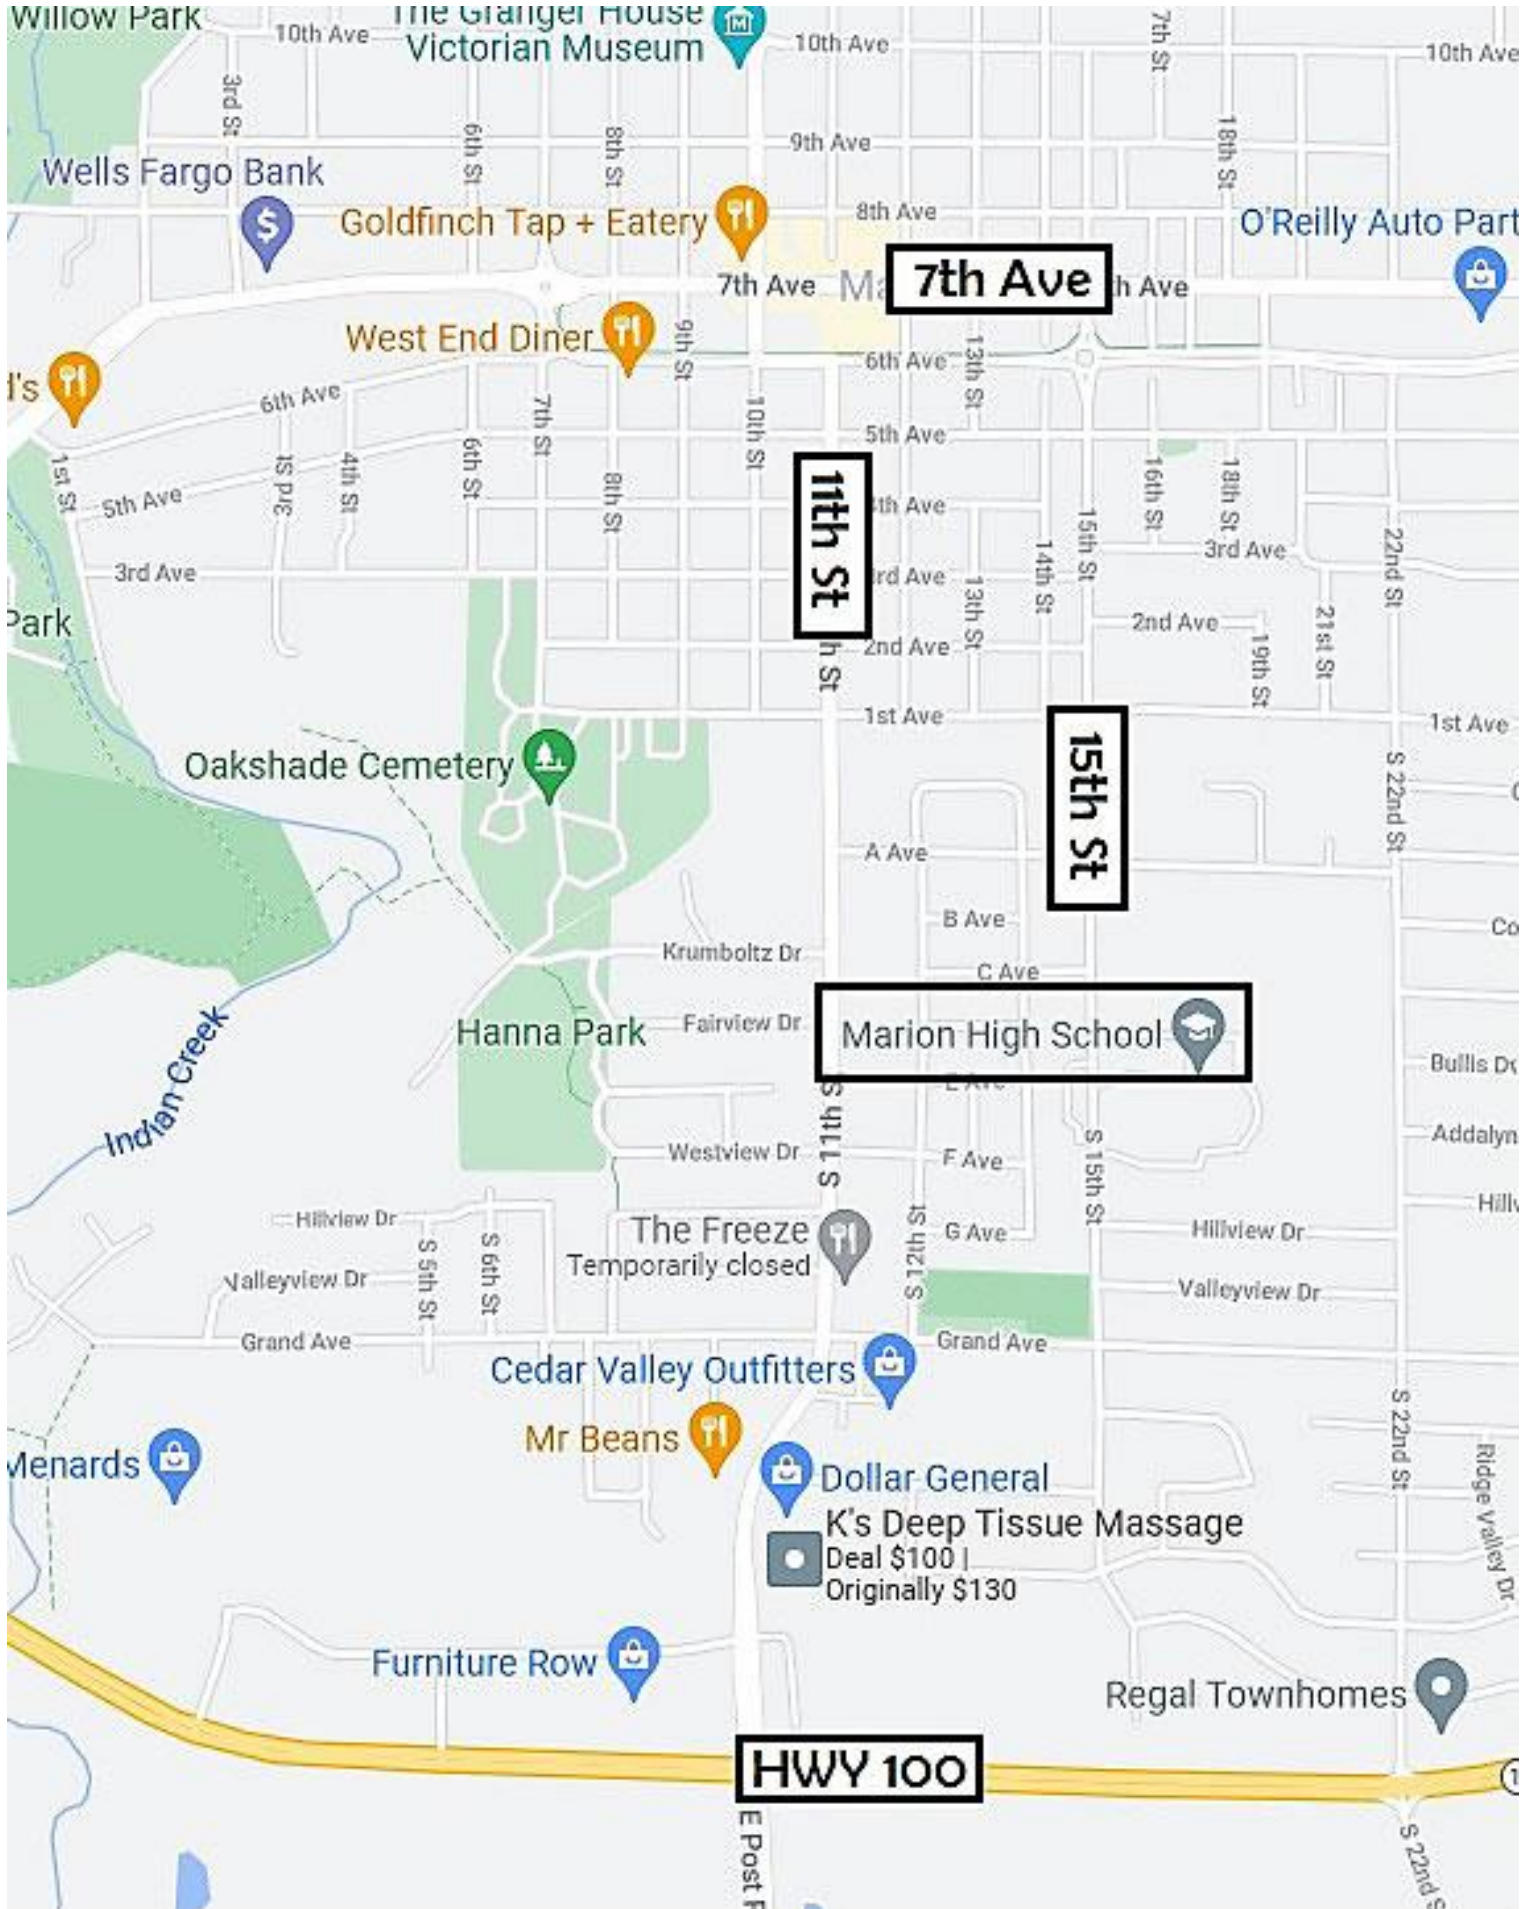 Willow Park
10th Ave
The Granger House
Victorian Museum
10th Ave
7th St
10th Ave
3rd St
6th St
8th St
9th Ave
18th St
Wells Fargo Bank
Goldfinch Tap + Eatery
8th Ave
O'Reilly Auto Part
7th Ave
Ma
7th Ave
th Ave
West End Diner
9th St
6th Ave
13th St
d's
6th Ave
7th St
10th St
5th Ave
1st St
5th Ave
3rd St
4th St
6th St
8th St
11th St
4th Ave
16th St
18th St
15th St
14th St
22nd St
3rd Ave
3rd Ave
rd Ave
13th St
2nd Ave
21st St
19th St
Park
h St
2nd Ave
1st Ave
1st Ave
Oakshade Cemetery
15th St
S 22nd St
A Ave
B Ave
Krumboltz Dr
C Ave
Co
Indian Creek
Hanna Park
Fairview Dr
Marion High School
Bullis Dr
E Ave
S 11th S
Westview Dr
F Ave
S 15th St
Addalyn
Hillview Dr
S 5th St
S 6th St
The Freeze
Temporarily closed
S 12th St
G Ave
Hillview Dr
Hillv
Valleyview Dr
Valleyview Dr
Grand Ave
Grand Ave
Cedar Valley Outfitters
S 22nd St
Mr Beans
Menards
Dollar General
Ridge Valley Dr
K's Deep Tissue Massage
Deal $100 |
Originally $130
Furniture Row
Regal Townhomes
HWY 100
1
E Post R
S 22nd S